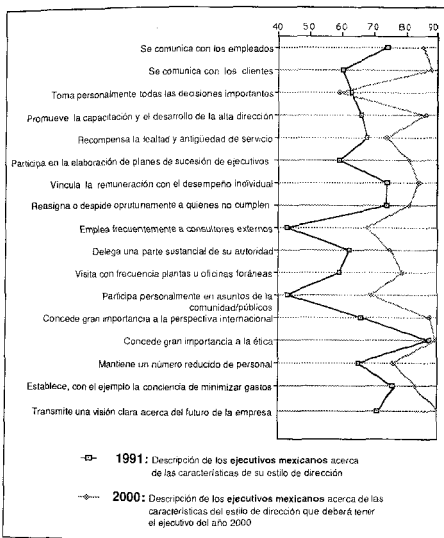 40 50 60 70 80 90
Se comunica con los empleados
Se comunica con los clientes
Toma personalmente todas las decisiones importantes
Promueve la capacitación y el desarrollo de la alta dirección
Recompensa la lealtad y antigüedad de servicio
Participa en la elaboración de planes de sucesión de ejecutivos
Vincula la remuneración con el desempeño individual
Reasigna o despide oprutunamente a quienes no cumplen
Emplea frecuentemente a consultores externos
Delega una parte sustancial de su autoridad
Visita con frecuencia plantas u oficinas foráneas
Participa personalmente en asuntos de la
comunidad/públicos
Concede gran importancia a la perspectiva internacional
Concede gran importancia a la ética
Mantiene un número reducido de personal
Establece, con el ejemplo la conciencia de minimizar gastos
Transmite una visión clara acerca del futuro de la empresa
1991: Descripción de los ejecutivos mexicanos acerca
de las características de su estilo de dirección
2000: Descripción de los ejecutivos mexicanos acerca de las
características del estilo de dirección que deberá tener
el ejecutivo del año 2000